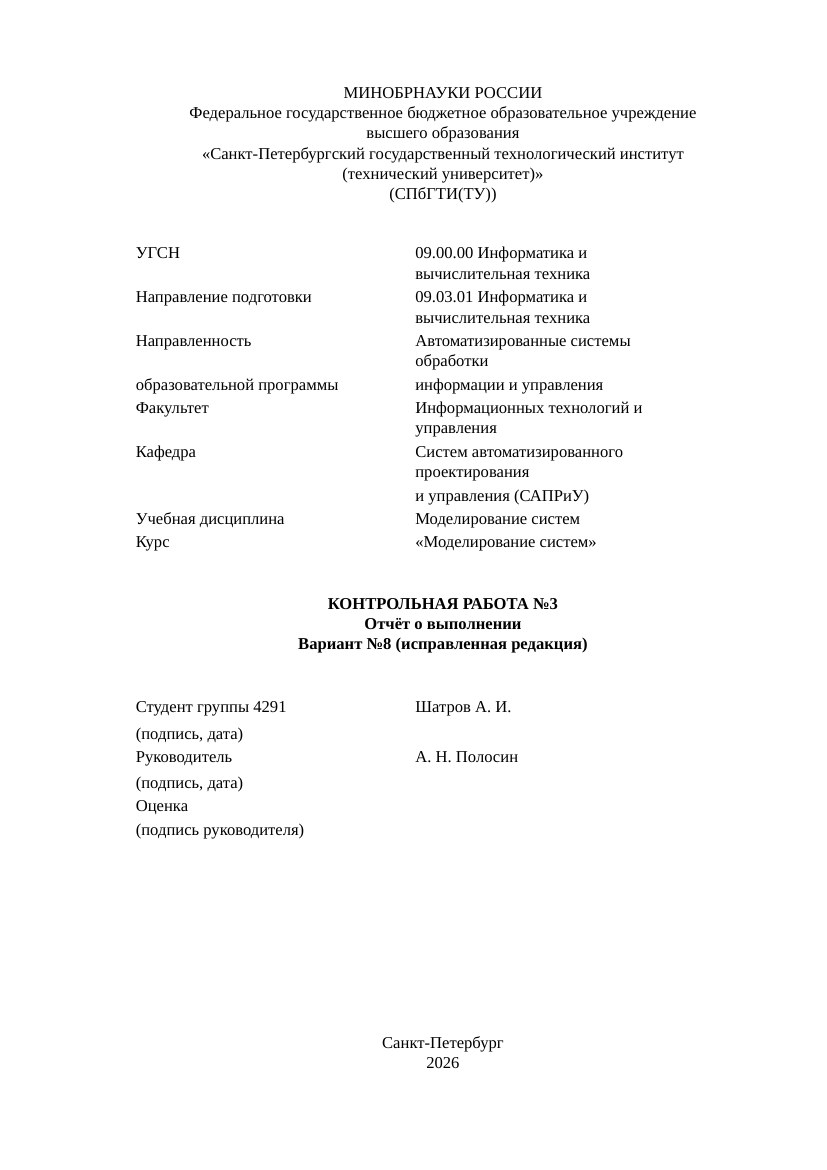 МИНОБРНАУКИ РОССИИ
Федеральное государственное бюджетное образовательное учреждение
высшего образования
«Санкт-Петербургский государственный технологический институт
(технический университет)»
(СПбГТИ(ТУ))
УГСН 09.00.00 Информатика и
вычислительная техника
Направление подготовки 09.03.01 Информатика и
вычислительная техника
Направленность Автоматизированные системы
обработки
образовательной программы информации и управления
Факультет Информационных технологий и
управления
Кафедра Систем автоматизированного
проектирования
и управления (САПРиУ)
Учебная дисциплина Моделирование систем
Курс «Моделирование систем»
КОНТРОЛЬНАЯ РАБОТА №3
Отчёт о выполнении
Вариант №8 (исправленная редакция)
Студент группы 4291 Шатров А. И.
(подпись, дата)
Руководитель А. Н. Полосин
(подпись, дата)
Оценка
(подпись руководителя)
Санкт-Петербург
2026